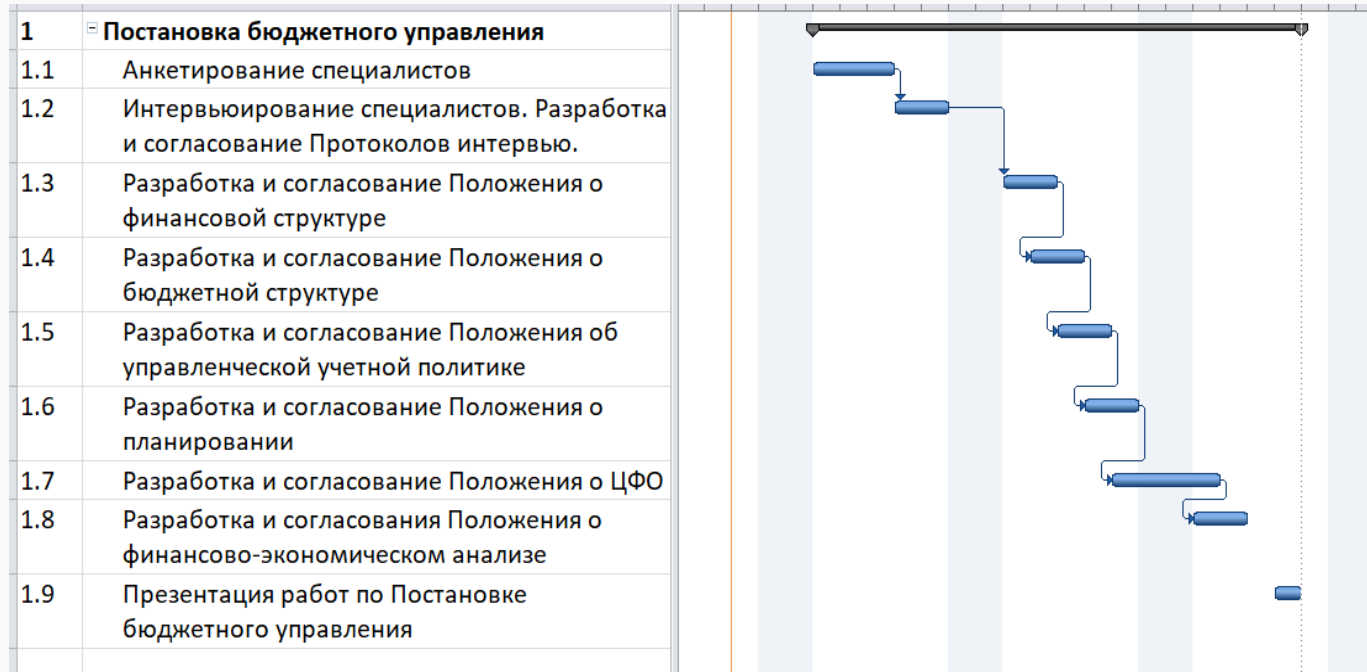 1 Постановка бюджетного управления
1.1 Анкетирование специалистов
1.2 Интервьюирование специалистов. Разработка
и согласование Протоколов интервью.
1.3 Разработка и согласование Положения о
финансовой структуре
1.4 Разработка и согласование Положения о
бюджетной структуре
1.5 Разработка и согласование Положения об
управленческой учетной политике
1.6 Разработка и согласование Положения о
планировании
1.7 Разработка и согласование Положения о ЦФО
1.8 Разработка и согласования Положения о
финансово-экономическом анализе
1.9 Презентация работ по Постановке
бюджетного управления